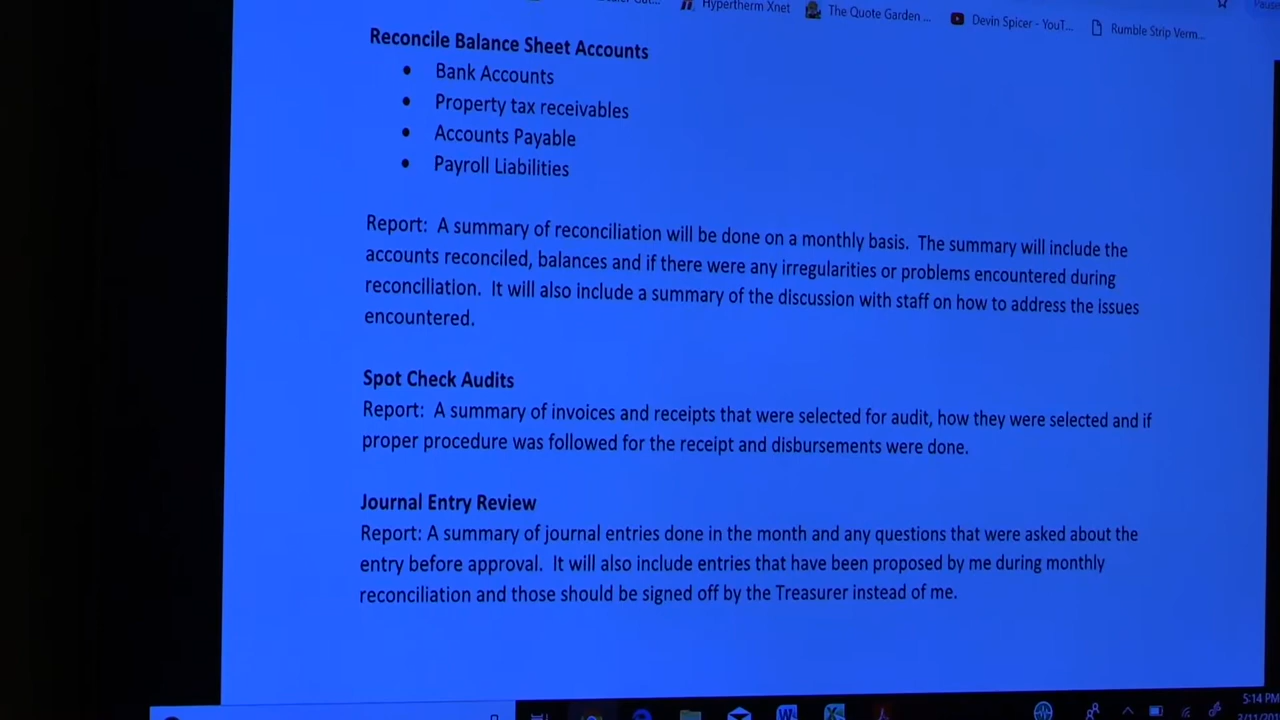 Hypertherm Xnet
The Quote Garden ...
Devin Spicer - YouT...
Rumble Strip Verm...
Reconcile Balance Sheet Accounts
• Bank Accounts
• Property tax receivables
• Accounts Payable
• Payroll Liabilities
Report: A summary of reconciliation will be done on a monthly basis. The summary will include the
accounts reconciled, balances and if there were any irregularities or problems encountered during
reconciliation. It will also include a summary of the discussion with staff on how to address the issues
encountered.
Spot Check Audits
Report: A summary of invoices and receipts that were selected for audit, how they were selected and if
proper procedure was followed for the receipt and disbursements were done.
Journal Entry Review
Report: A summary of journal entries done in the month and any questions that were asked about the
entry before approval. It will also include entries that have been proposed by me during monthly
reconciliation and those should be signed off by the Treasurer instead of me.
5:14 PM